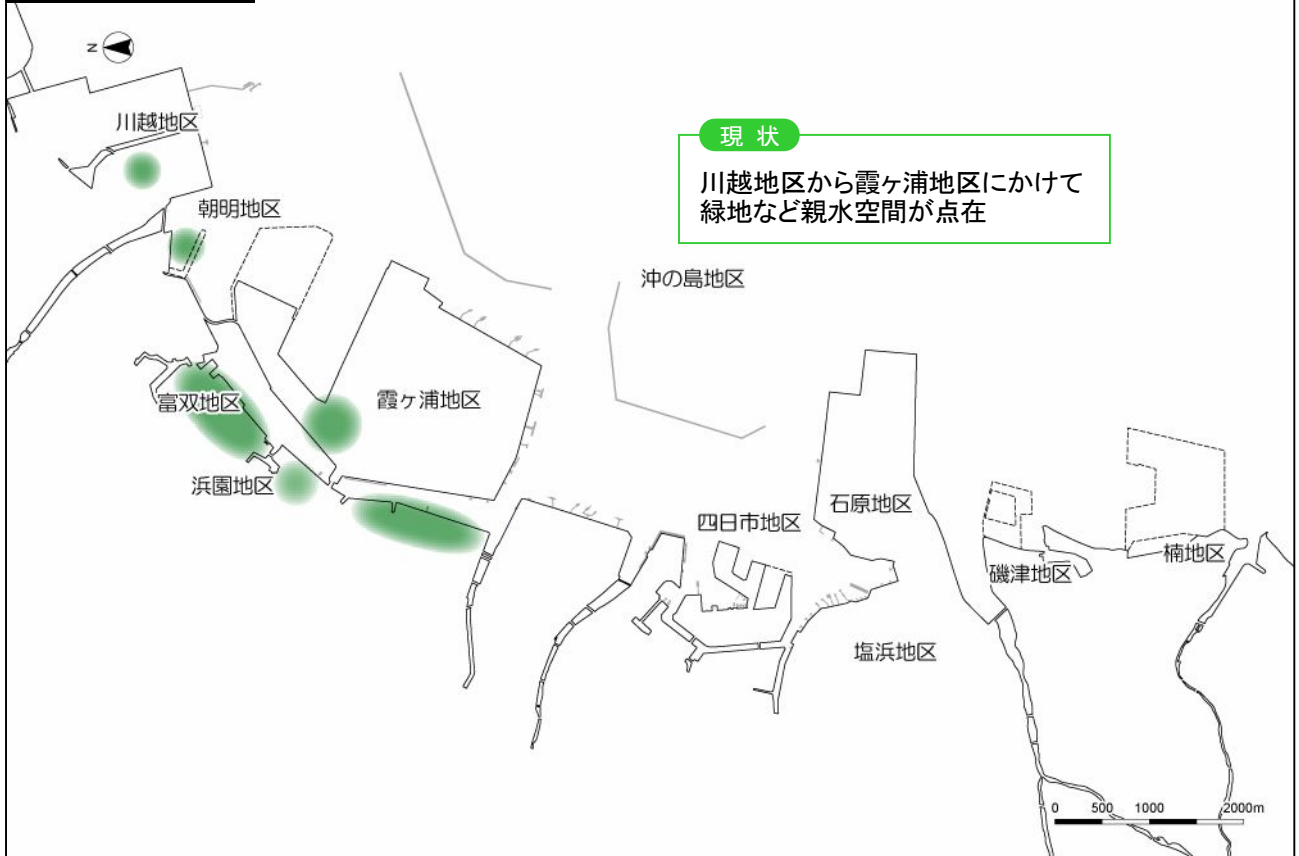 N
川越地区
現 状
川越地区から霞ヶ浦地区にかけて
緑地など親水空間が点在
朝明地区
沖の島地区
富双地区
霞ヶ浦地区
浜園地区
四日市地区
石原地区
磯津地区
楠地区
塩浜地区
0 500 1000 2000m